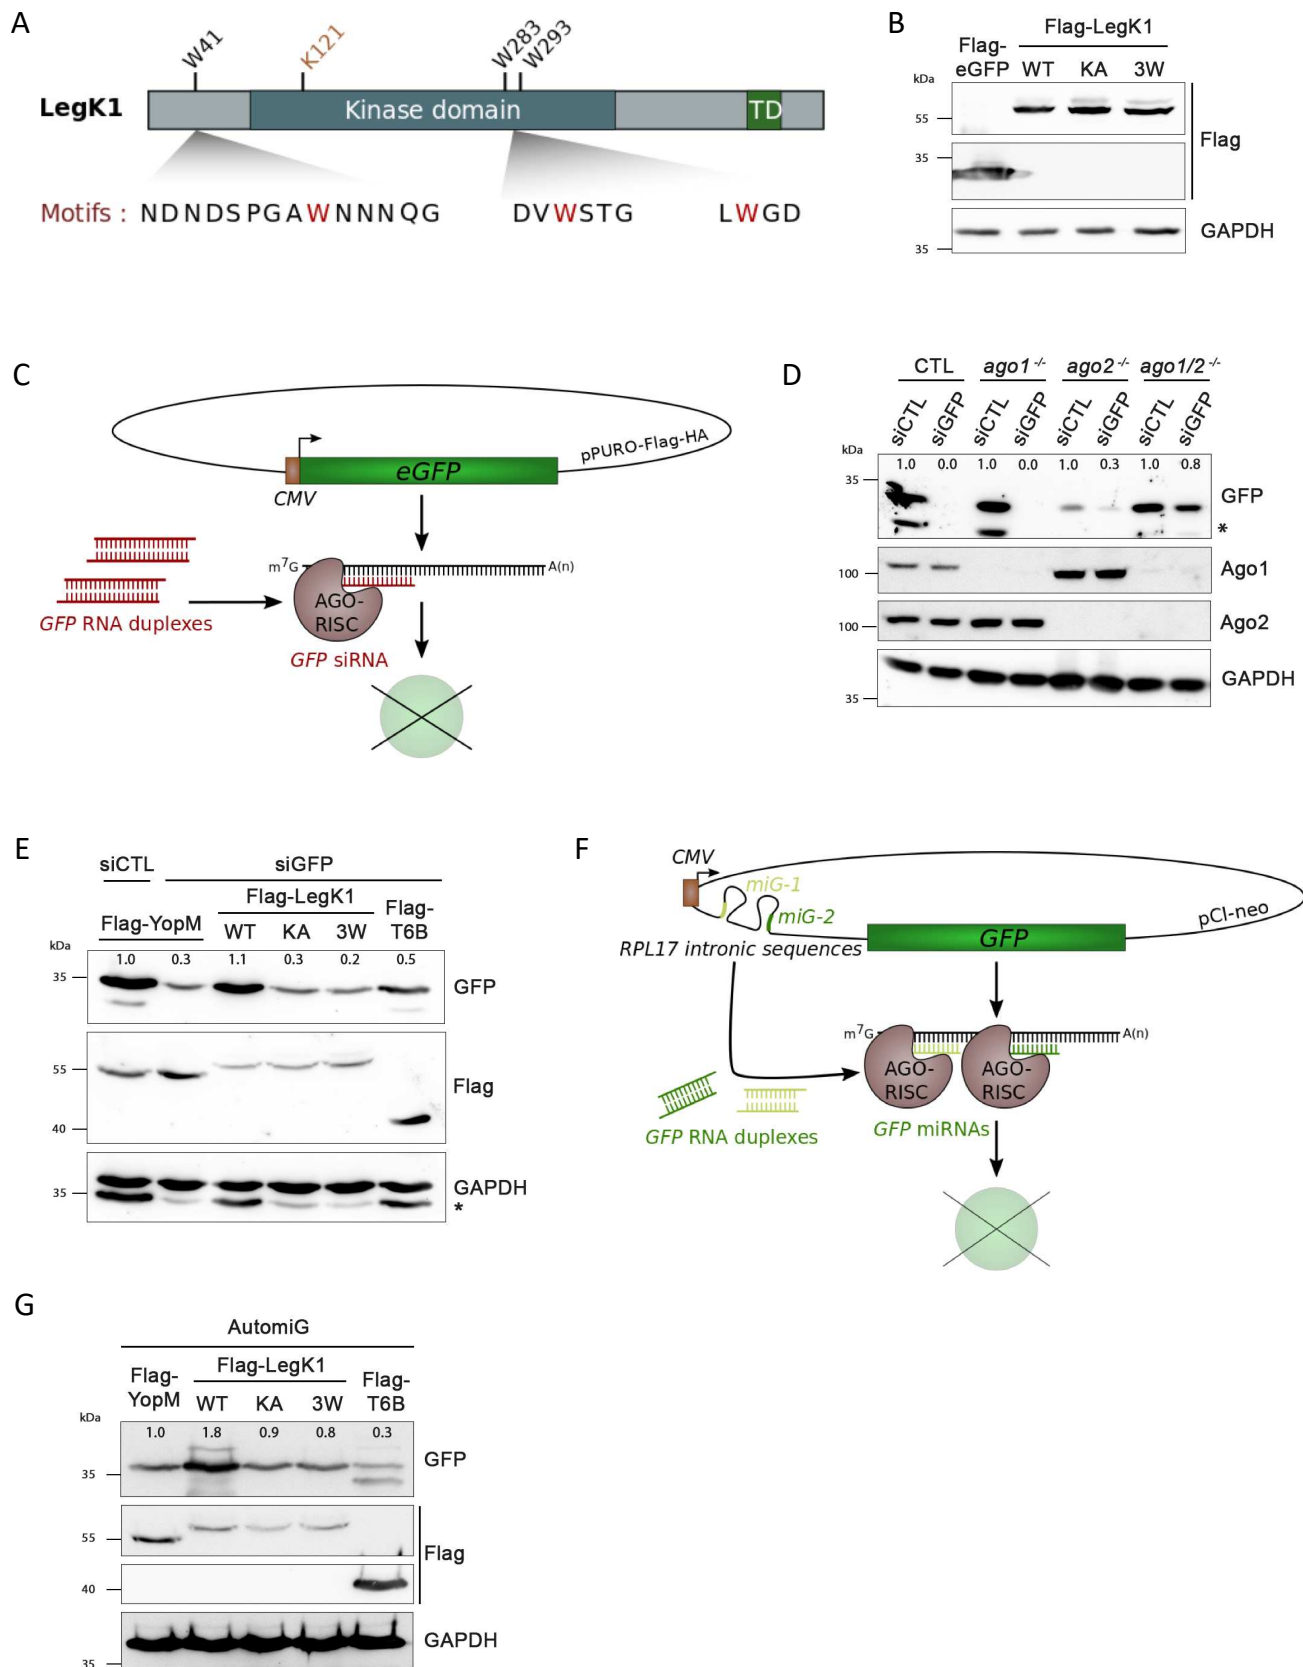 A
W41
K121
W283
W293
LegK1
Kinase domain
TD
Motifs : NDNDSPGAWNNNQG DVWSTG LWGD
B
Flag-
eGFP
Flag-LegK1
WT KA 3W
kDa
55
35
Flag
35
GAPDH
C
pPURO-Flag-HA
eGFP
CMV
m7G
A(n)
AGO-
RISC
GFP RNA duplexes
GFP siRNA
D
CTL ago1 -/- ago2 -/- ago1/2 -/-
siCTL siGFP siCTL siGFP siCTL siGFP siCTL siGFP
kDa
1.0 0.0 1.0 0.0 1.0 0.3 1.0 0.8
35
GFP
*
100
Ago1
100
Ago2
GAPDH
35
E
siCTL siGFP
Flag-YopM
Flag-LegK1
WT KA 3W
Flag-
T6B
kDa
1.0 0.3 1.1 0.3 0.2 0.5
35
GFP
55
Flag
40
35
GAPDH
*
F
CMV
miG-1
miG-2
pCI-neo
RPL17 intronic sequences
GFP
m7G
A(n)
AGO-
RISC
AGO-
RISC
GFP RNA duplexes
GFP miRNAs
G
AutomiG
Flag-
YopM
Flag-LegK1
WT KA 3W
Flag-
T6B
kDa
1.0 1.8 0.9 0.8 0.3
35
GFP
55
Flag
40
GAPDH
35